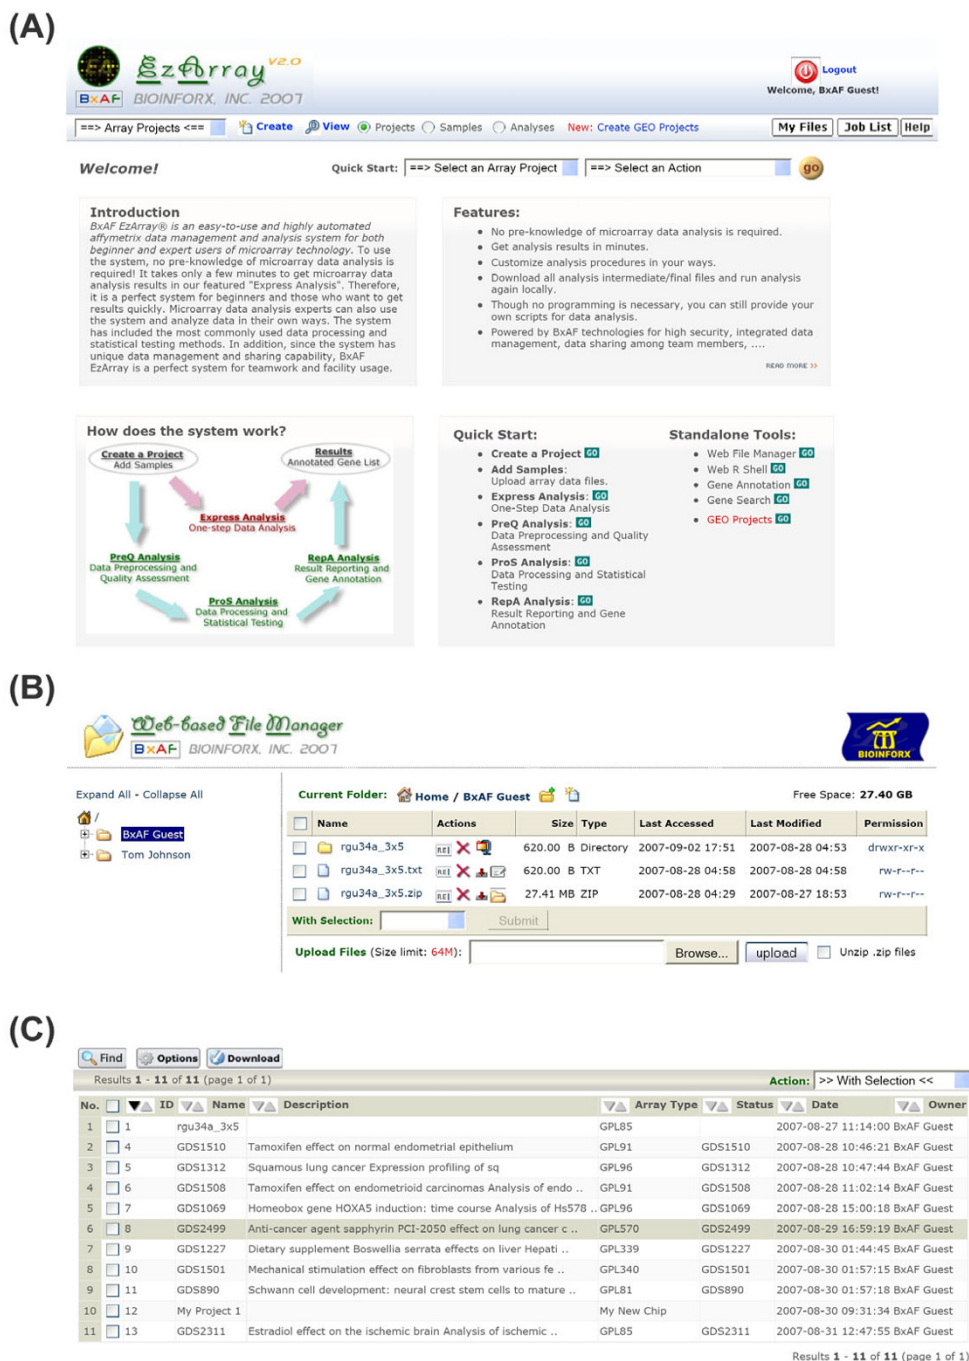 (A)
EzArray V2.0
BxAF BIOINFORX, INC. 2007
Logout
Welcome, BxAF Guest!
==> Array Projects <== Create View Projects Samples Analyses New: Create GEO Projects My Files Job List Help
Welcome! Quick Start: ==> Select an Array Project ==> Select an Action go
Introduction
BxAF EzArray® is an easy-to-use and highly automated
affymetrix data management and analysis system for both
beginner and expert users of microarray technology. To use
the system, no pre-knowledge of microarray data analysis is
required! It takes only a few minutes to get microarray data
analysis results in our featured "Express Analysis". Therefore,
it is a perfect system for beginners and those who want to get
results quickly. Microarray data analysis experts can also use
the system and analyze data in their own ways. The system
has included the most commonly used data processing and
statistical testing methods. In addition, since the system has
unique data management and sharing capability, BxAF
EzArray is a perfect system for teamwork and facility usage.
Features:
No pre-knowledge of microarray data analysis is required.
Get analysis results in minutes.
Customize analysis procedures in your ways.
Download all analysis intermediate/final files and run analysis
again locally.
Though no programming is necessary, you can still provide your
own scripts for data analysis.
Powered by BxAF technologies for high security, integrated data
management, data sharing among team members, ....
READ MORE >>
How does the system work?
Create a Project
Add Samples
Results
Annotated Gene List
Express Analysis
One-step Data Analysis
PreQ Analysis
Data Preprocessing and
Quality Assessment
RepA Analysis
Result Reporting and
Gene Annotation
ProS Analysis
Data Processing and
Statistical Testing
Quick Start:
Create a Project GO
Add Samples:
Upload array data files.
Express Analysis: GO
One-Step Data Analysis
PreQ Analysis: GO
Data Preprocessing and Quality
Assessment
ProS Analysis: GO
Data Processing and Statistical
Testing
RepA Analysis: GO
Result Reporting and Gene
Annotation
Standalone Tools:
Web File Manager GO
Web R Shell GO
Gene Annotation GO
Gene Search GO
GEO Projects GO
(B)
Web-based File Manager
BxAF BIOINFORX, INC. 2007
BIOINFORX
Expand All - Collapse All
/
BxAF Guest
Tom Johnson
Current Folder: Home / BxAF Guest Free Space: 27.40 GB
Name Actions Size Type Last Accessed Last Modified Permission
rgu34a_3x5 REI 620.00 B Directory 2007-09-02 17:51 2007-08-28 04:53 drwxr-xr-x
rgu34a_3x5.txt REI 620.00 B TXT 2007-08-28 04:58 2007-08-28 04:58 rw-r--r--
rgu34a_3x5.zip REI 27.41 MB ZIP 2007-08-28 04:29 2007-08-27 18:53 rw-r--r--
With Selection: Submit
Upload Files (Size limit: 64M): Browse... upload Unzip .zip files
(C)
Find Options Download
Results 1 - 11 of 11 (page 1 of 1) Action: >> With Selection <<
No. ID Name Description Array Type Status Date Owner
1 1 rgu34a_3x5 GPL85 2007-08-27 11:14:00 BxAF Guest
2 4 GDS1510 Tamoxifen effect on normal endometrial epithelium GPL91 GDS1510 2007-08-28 10:46:21 BxAF Guest
3 5 GDS1312 Squamous lung cancer Expression profiling of sq GPL96 GDS1312 2007-08-28 10:47:44 BxAF Guest
4 6 GDS1508 Tamoxifen effect on endometrioid carcinomas Analysis of endo .. GPL91 GDS1508 2007-08-28 11:02:14 BxAF Guest
5 7 GDS1069 Homeobox gene HOXA5 induction: time course Analysis of Hs578 .. GPL96 GDS1069 2007-08-28 15:00:18 BxAF Guest
6 8 GDS2499 Anti-cancer agent sapphyrin PCI-2050 effect on lung cancer c .. GPL570 GDS2499 2007-08-29 16:59:19 BxAF Guest
7 9 GDS1227 Dietary supplement Boswellia serrata effects on liver Hepati .. GPL339 GDS1227 2007-08-30 01:44:45 BxAF Guest
8 10 GDS1501 Mechanical stimulation effect on fibroblasts from various fe .. GPL340 GDS1501 2007-08-30 01:57:15 BxAF Guest
9 11 GDS890 Schwann cell development: neural crest stem cells to mature .. GPL81 GDS890 2007-08-30 01:57:18 BxAF Guest
10 12 My Project 1 My New Chip 2007-08-30 09:31:34 BxAF Guest
11 13 GDS2311 Estradiol effect on the ischemic brain Analysis of ischemic .. GPL85 GDS2311 2007-08-31 12:47:55 BxAF Guest
Results 1 - 11 of 11 (page 1 of 1)